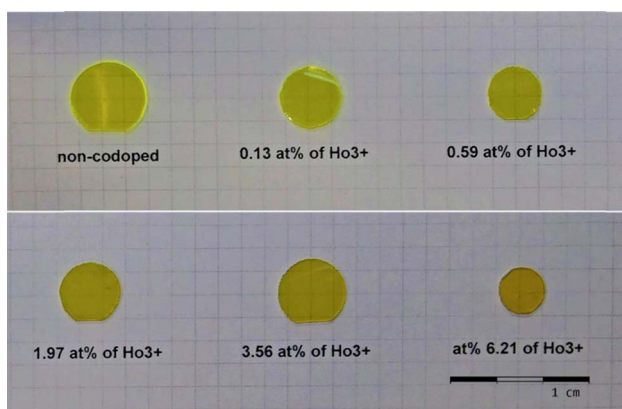 non-codoped
0.13 at% of Ho3+
0.59 at% of Ho3+
1.97 at% of Ho3+
3.56 at% of Ho3+
at% 6.21 of Ho3+
1 cm